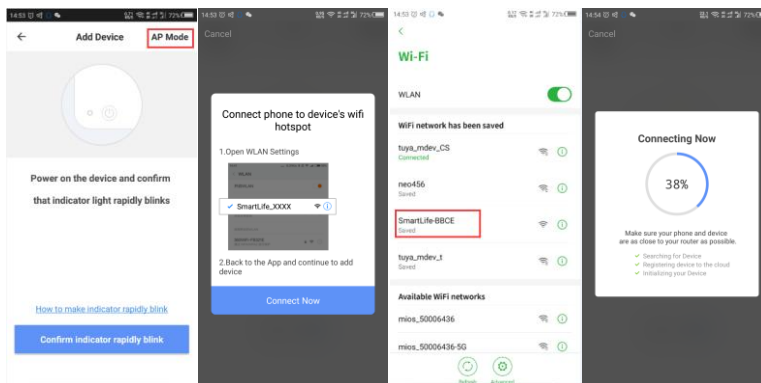 14:53
72%
Add Device
AP Mode
Power on the device and confirm
that indicator light rapidly blinks
How to make indicator rapidly blink
Confirm indicator rapidly blink
14:53
72%
Cancel
Connect phone to device's wifi
hotspot
1.Open WLAN Settings
WLAN
SmartLife_XXXX
2.Back to the App and continue to add
device
Connect Now
14:53
72%
Wi-Fi
WLAN
WiFi network has been saved
tuya_mdev_CS
Connected
neo456
Saved
SmartLife-BBCE
Saved
tuya_mdev_t
Saved
Available WiFi networks
mios_50006436
mios_50006436-5G
Refresh Advanced
14:54
72%
Cancel
Connecting Now
38%
Make sure your phone and device
are as close to your router as possible.
Searching for Device
Registering device to the cloud
Initializing your Device